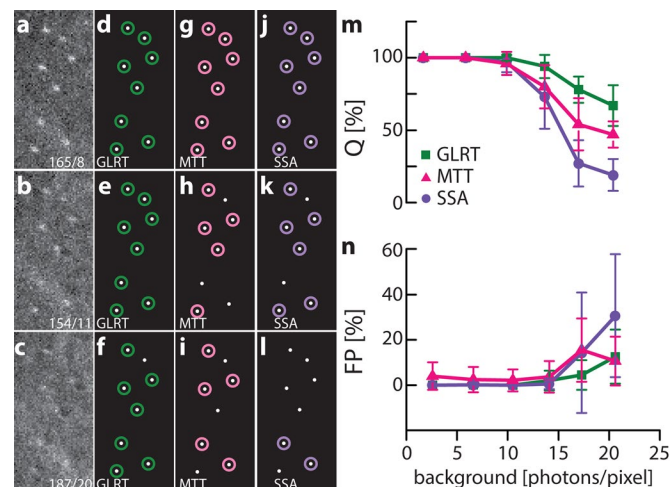 a d g j m
165/8 GLRT MTT SSA
b e h k
154/11 GLRT MTT SSA
c f i l
187/20 GLRT MTT SSA
100
50
0
Q [%]
GLRT
MTT
SSA
n
60
40
20
0
FP [%]
0 5 10 15 20 25
background [photons/pixel]